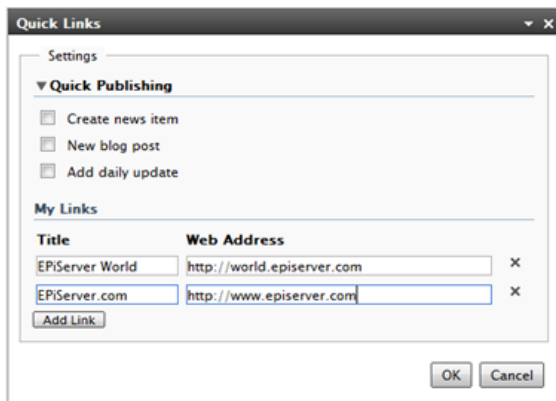 Quick Links
Settings
Quick Publishing
Create news item
New blog post
Add daily update
My Links
Title Web Address
EPiServer World http://world.episerver.com
EPiServer.com http://www.episerver.com
Add Link
OK Cancel